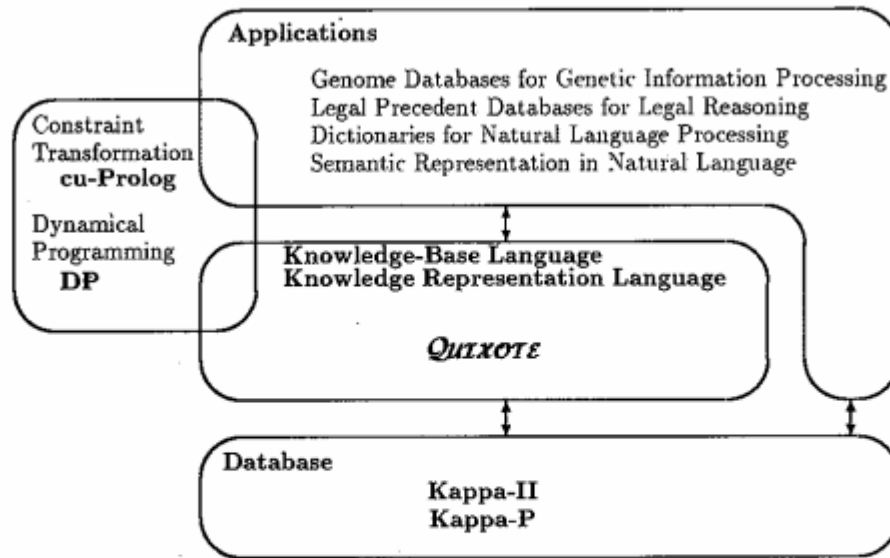 Applications
Genome Databases for Genetic Information Processing
Legal Precedent Databases for Legal Reasoning
Dictionaries for Natural Language Processing
Semantic Representation in Natural Language
Constraint
Transformation
cu-Prolog
Dynamical
Programming
DP
Knowledge-Base Language
Knowledge Representation Language
QUIXOTE
Database
Kappa-II
Kappa-P